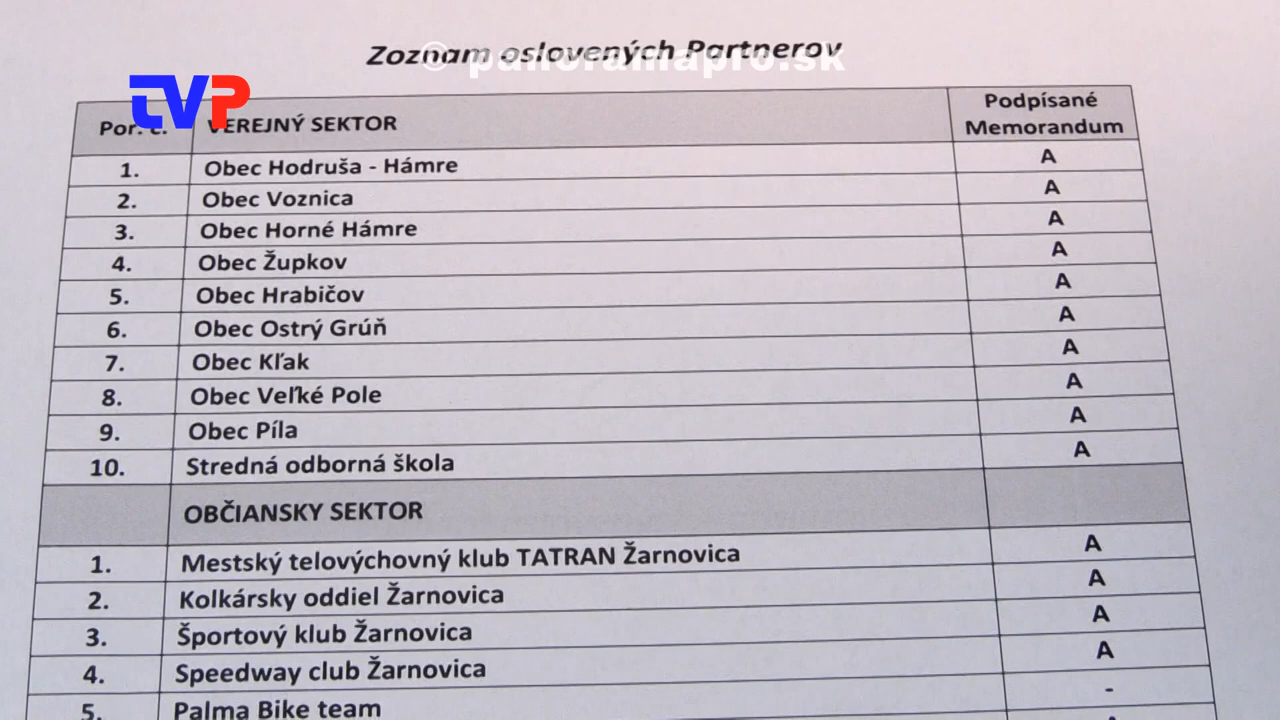 Zoznam oslovených Partnerov
© panoramapro.sk
TVP
Por. č. VEREJNÝ SEKTOR Podpísané Memorandum
1. Obec Hodruša - Hámre A
2. Obec Voznica A
3. Obec Horné Hámre A
4. Obec Župkov A
5. Obec Hrabičov A
6. Obec Ostrý Grúň A
7. Obec Kľak A
8. Obec Veľké Pole A
9. Obec Píla A
10. Stredná odborná škola A
OBČIANSKY SEKTOR
1. Mestský telovýchovný klub TATRAN Žarnovica A
2. Kolkársky oddiel Žarnovica A
3. Športový klub Žarnovica A
4. Speedway club Žarnovica A
5. Palma Bike team -